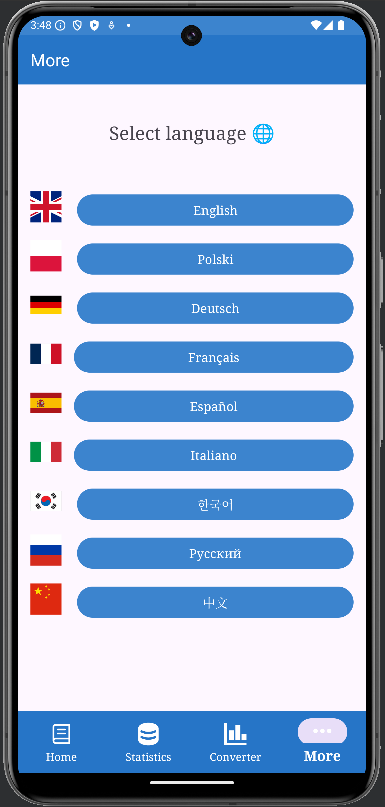 3:48
More
Select language 🌐
English
Polski
Deutsch
Français
Español
Italiano
한국어
Русский
中文
Home
Statistics
Converter
More